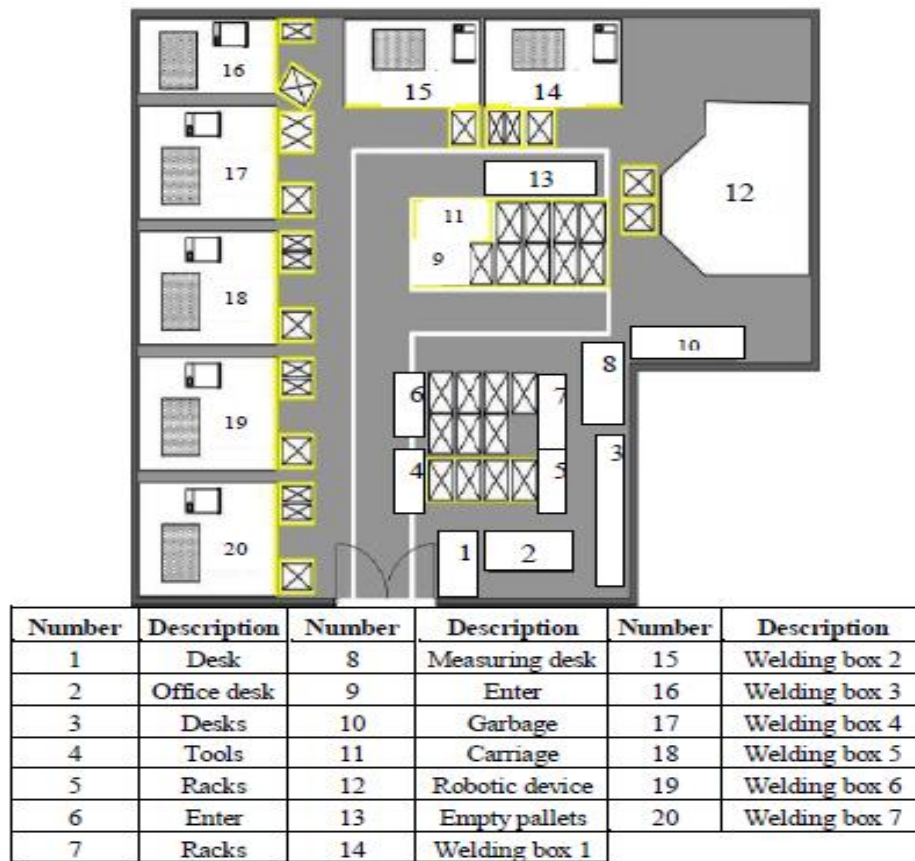 16
15
14
17
13
12
11
9
18
10
8
6
7
19
3
4
5
20
1
2
Number Description Number Description Number Description
1 Desk 8 Measuring desk 15 Welding box 2
2 Office desk 9 Enter 16 Welding box 3
3 Desks 10 Garbage 17 Welding box 4
4 Tools 11 Carriage 18 Welding box 5
5 Racks 12 Robotic device 19 Welding box 6
6 Enter 13 Empty pallets 20 Welding box 7
7 Racks 14 Welding box 1